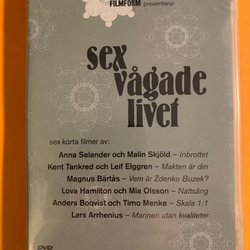 FILMFORM
presenterar
sex
vågade
livet
sex korta filmer av:
Anna Selander och Malin Skjöld – Inbrottet
Kent Tankred och Leif Elggren – Makten är din
Magnus Bärtås – Vem är Zdenko Buzek?
Lova Hamilton och Mia Olsson – Nattsång
Anders Boqvist och Timo Menke – Skala 1:1
Lars Arrhenius – Mannen utan kvaliteter
DVD